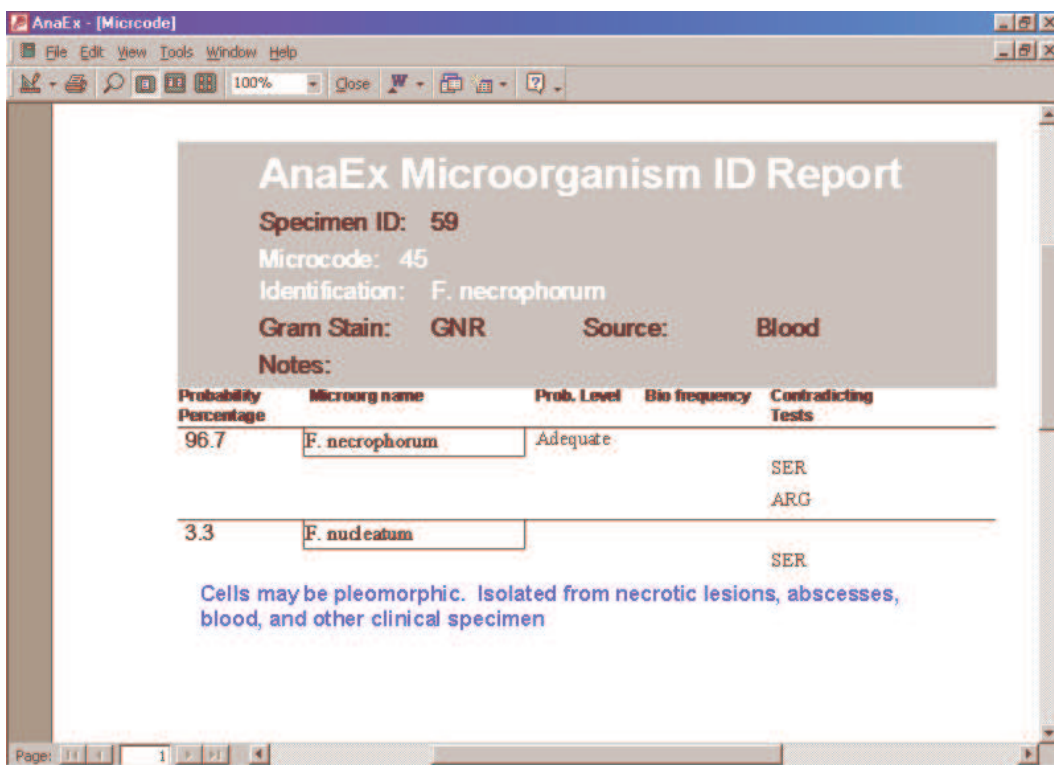 AnaEx - [Micrcode]
File Edit View Tools Window Help
100% Close
AnaEx Microorganism ID Report
Specimen ID: 59
Microcode: 45
Identification: F. necrophorum
Gram Stain: GNR Source: Blood
Notes:
Probability Microorg name Prob. Level Bio frequency Contradicting
Percentage Tests
96.7 F. necrophorum Adequate
SER
ARG
3.3 F. nucleatum
SER
Cells may be pleomorphic. Isolated from necrotic lesions, abscesses,
blood, and other clinical specimen
Page: 1